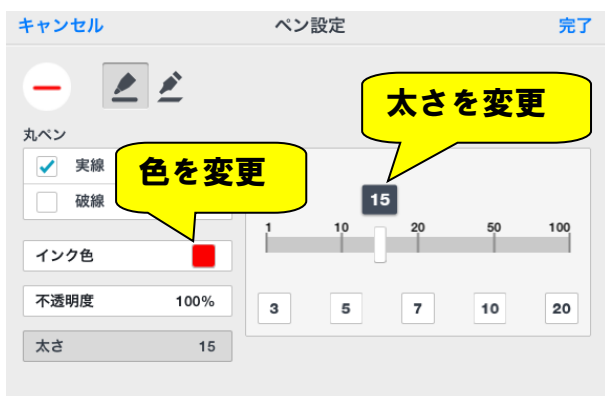 キャンセル ペン設定 完了
太さを変更
丸ペン
実線
色を変更
破線
15
1 10 20 50 100
インク色
不透明度 100%
3 5 7 10 20
太さ 15